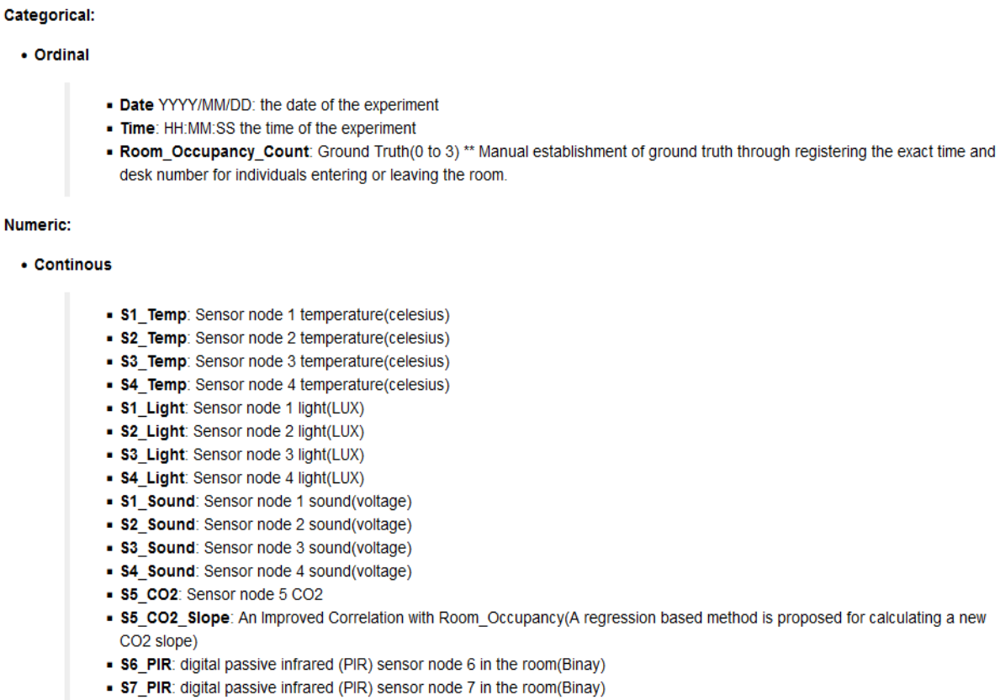 Categorical:
• Ordinal
▪ Date YYYY/MM/DD: the date of the experiment
▪ Time: HH:MM:SS the time of the experiment
▪ Room_Occupancy_Count: Ground Truth(0 to 3) ** Manual establishment of ground truth through registering the exact time and
desk number for individuals entering or leaving the room.
Numeric:
• Continous
▪ S1_Temp: Sensor node 1 temperature(celesius)
▪ S2_Temp: Sensor node 2 temperature(celesius)
▪ S3_Temp: Sensor node 3 temperature(celesius)
▪ S4_Temp: Sensor node 4 temperature(celesius)
▪ S1_Light: Sensor node 1 light(LUX)
▪ S2_Light: Sensor node 2 light(LUX)
▪ S3_Light: Sensor node 3 light(LUX)
▪ S4_Light: Sensor node 4 light(LUX)
▪ S1_Sound: Sensor node 1 sound(voltage)
▪ S2_Sound: Sensor node 2 sound(voltage)
▪ S3_Sound: Sensor node 3 sound(voltage)
▪ S4_Sound: Sensor node 4 sound(voltage)
▪ S5_CO2: Sensor node 5 CO2
▪ S5_CO2_Slope: An Improved Correlation with Room_Occupancy(A regression based method is proposed for calculating a new
CO2 slope)
▪ S6_PIR: digital passive infrared (PIR) sensor node 6 in the room(Binay)
▪ S7_PIR: digital passive infrared (PIR) sensor node 7 in the room(Binay)